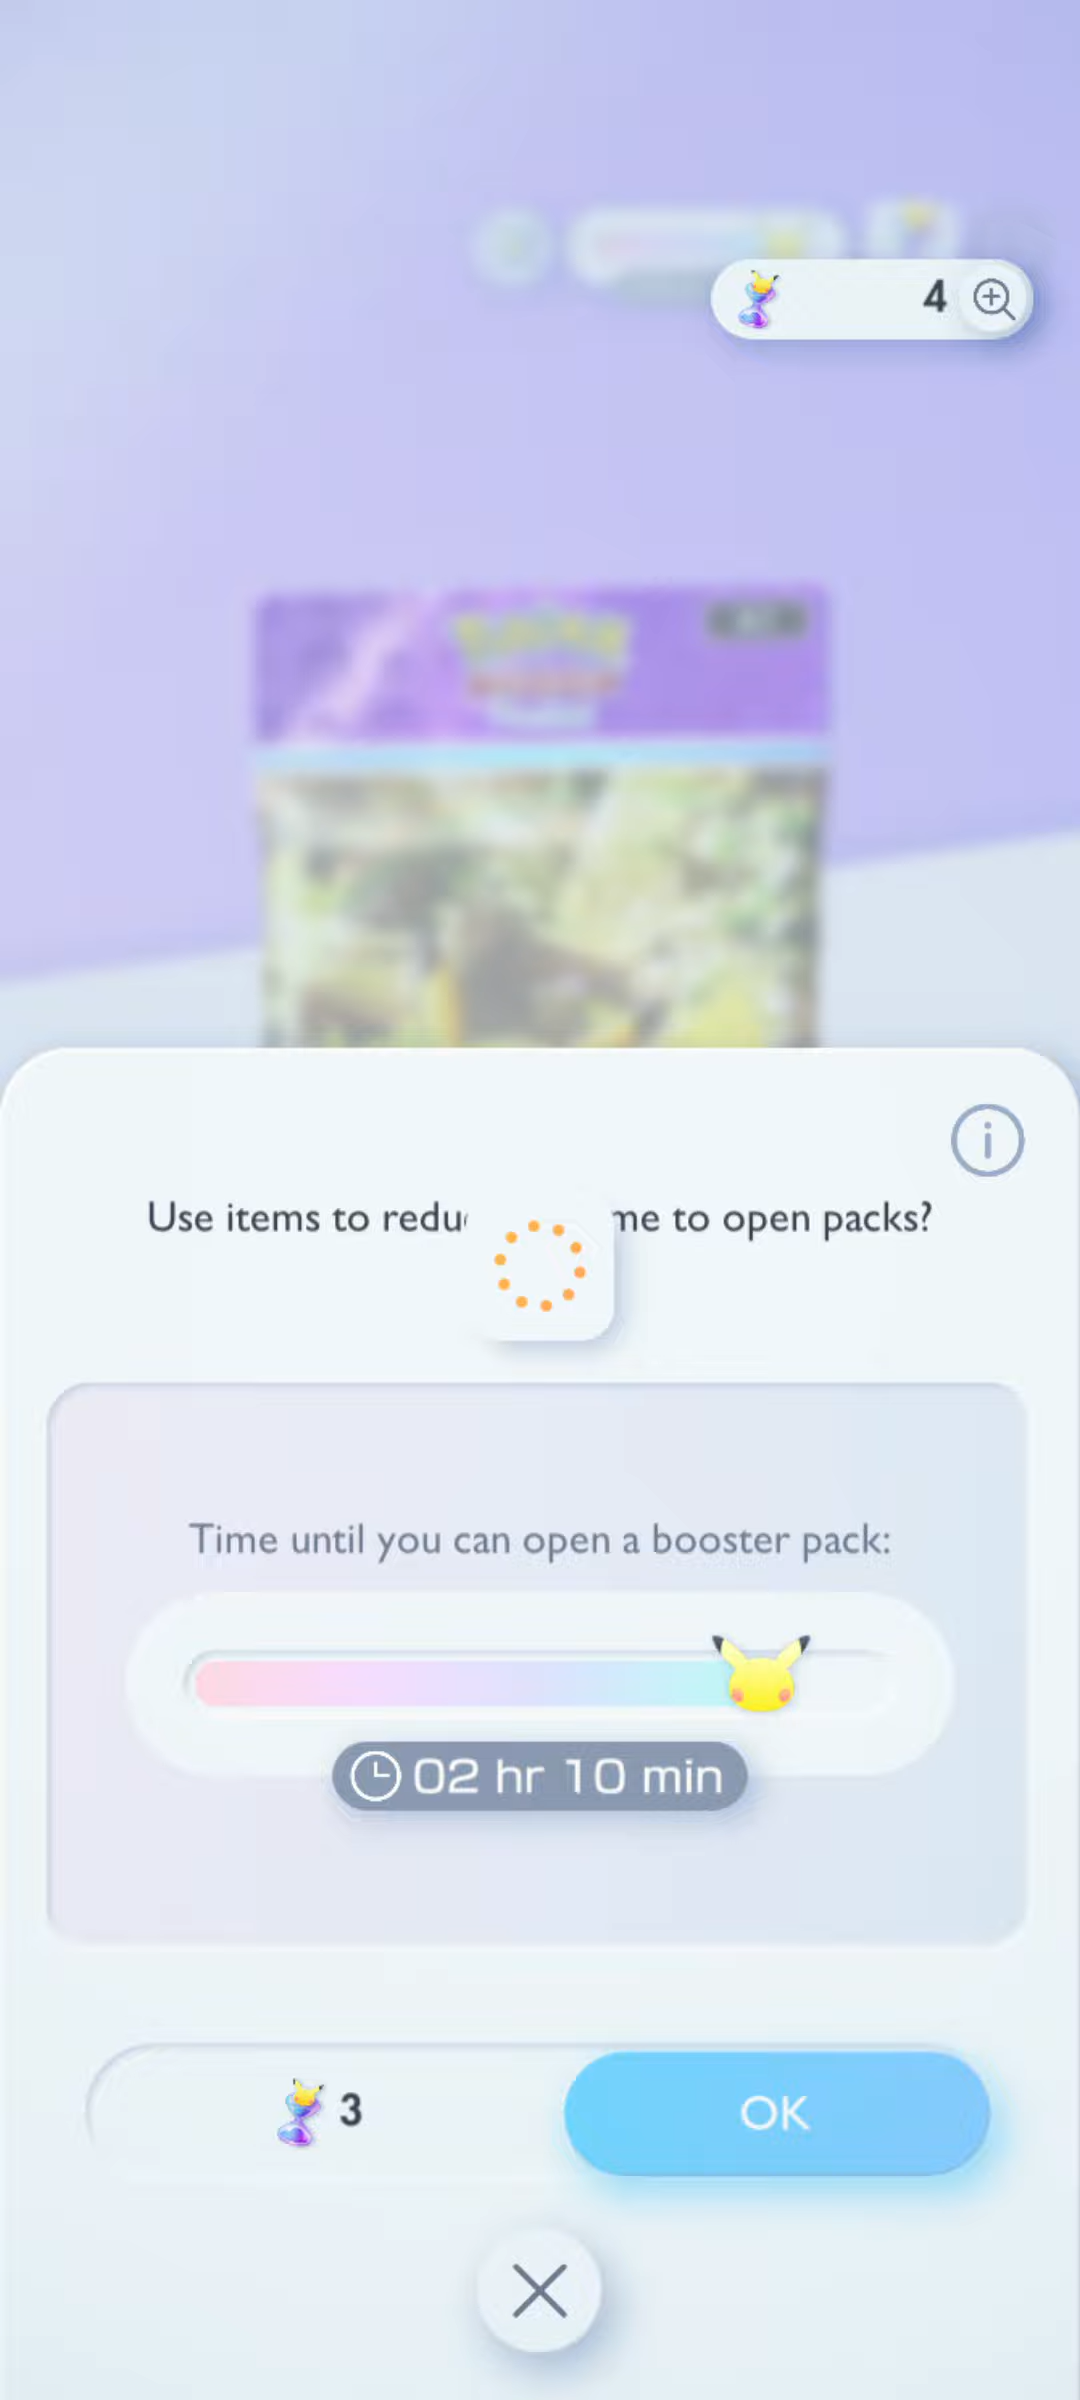 4
Use items to redu me to open packs?
Time until you can open a booster pack:
02 hr 10 min
3 OK